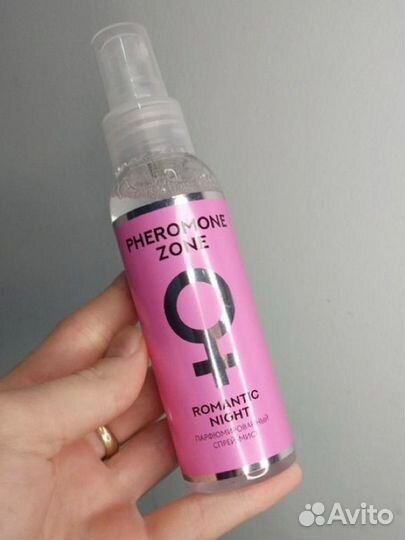 PHEROMONE
ZONE
ROMANTIC
NIGHT
ПАРФЮМИРОВАННЫЙ
СПРЕЙ-МИСТ
Avito